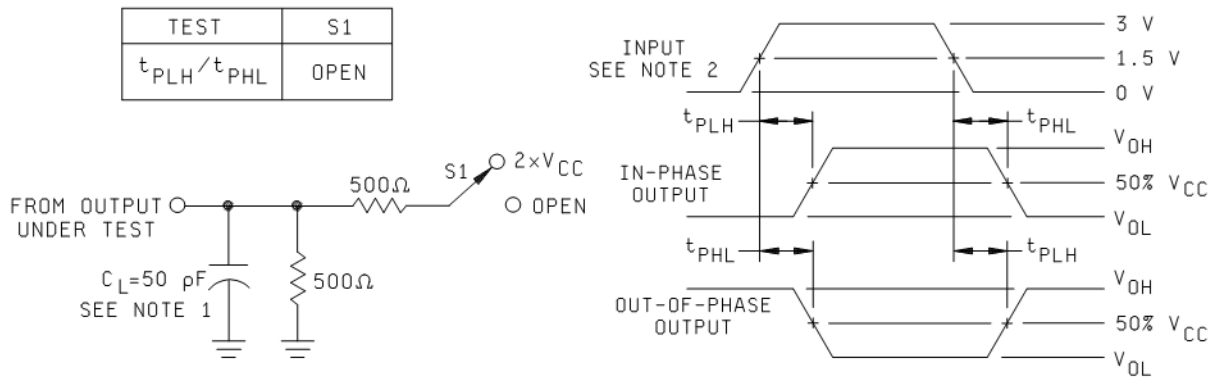 TEST S1
tPLH/tPHL OPEN
S1 2×VCC
500Ω
OPEN
FROM OUTPUT
UNDER TEST
CL=50 pF
SEE NOTE 1
500Ω
INPUT
SEE NOTE 2
3 V
1.5 V
0 V
tPLH tPHL
IN-PHASE
OUTPUT
VOH
50% VCC
VOL
tPHL tPLH
OUT-OF-PHASE
OUTPUT
VOH
50% VCC
VOL